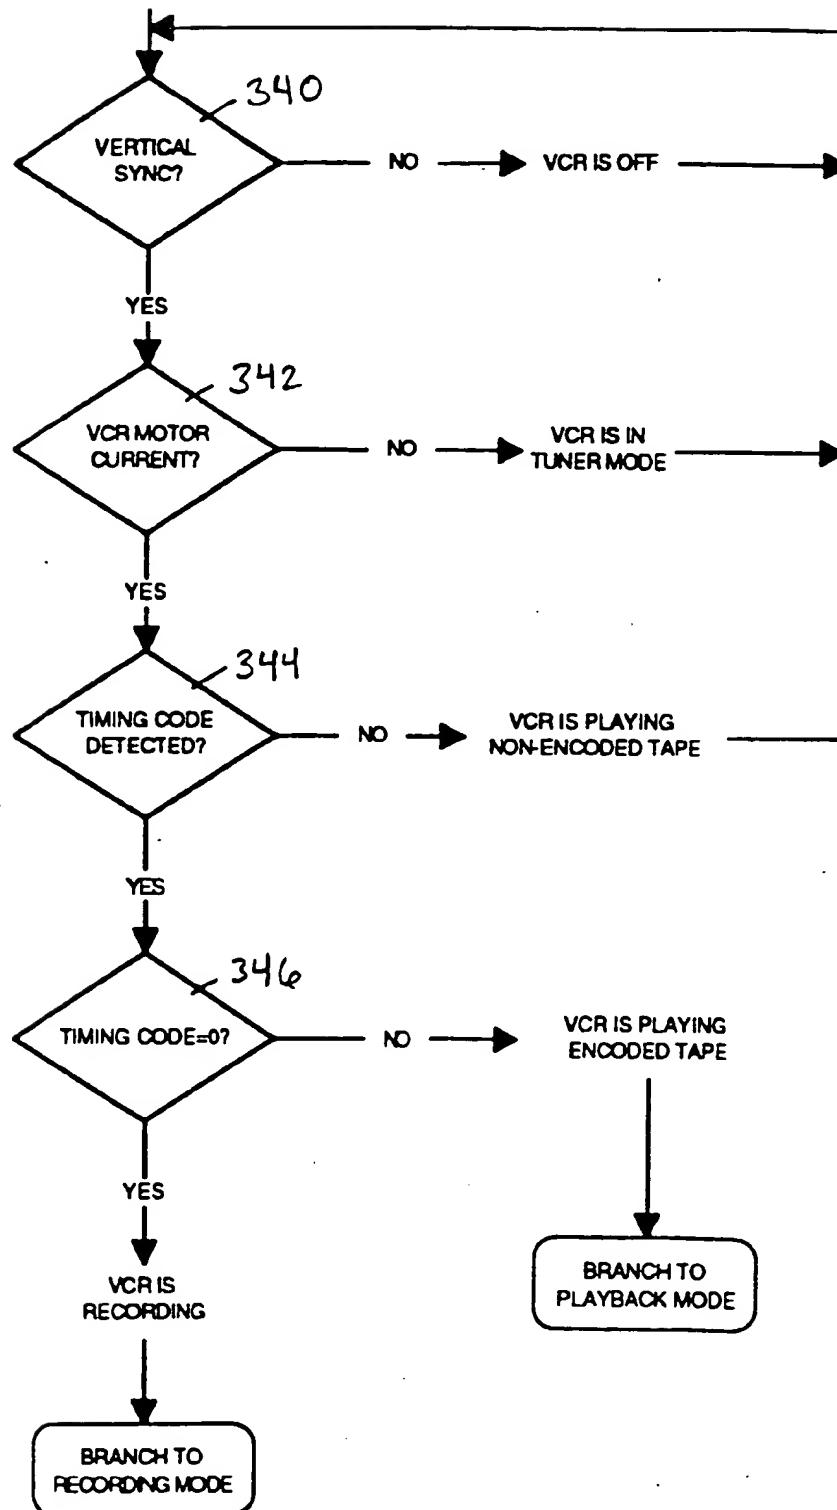 340
VERTICAL
SYNC?
NO
VCR IS OFF
YES
342
VCR MOTOR
CURRENT?
NO
VCR IS IN
TUNER MODE
YES
344
TIMING CODE
DETECTED?
NO
VCR IS PLAYING
NON-ENCODED TAPE
YES
346
TIMING CODE=0?
NO
VCR IS PLAYING
ENCODED TAPE
YES
VCR IS
RECORDING
BRANCH TO
PLAYBACK MODE
BRANCH TO
RECORDING MODE